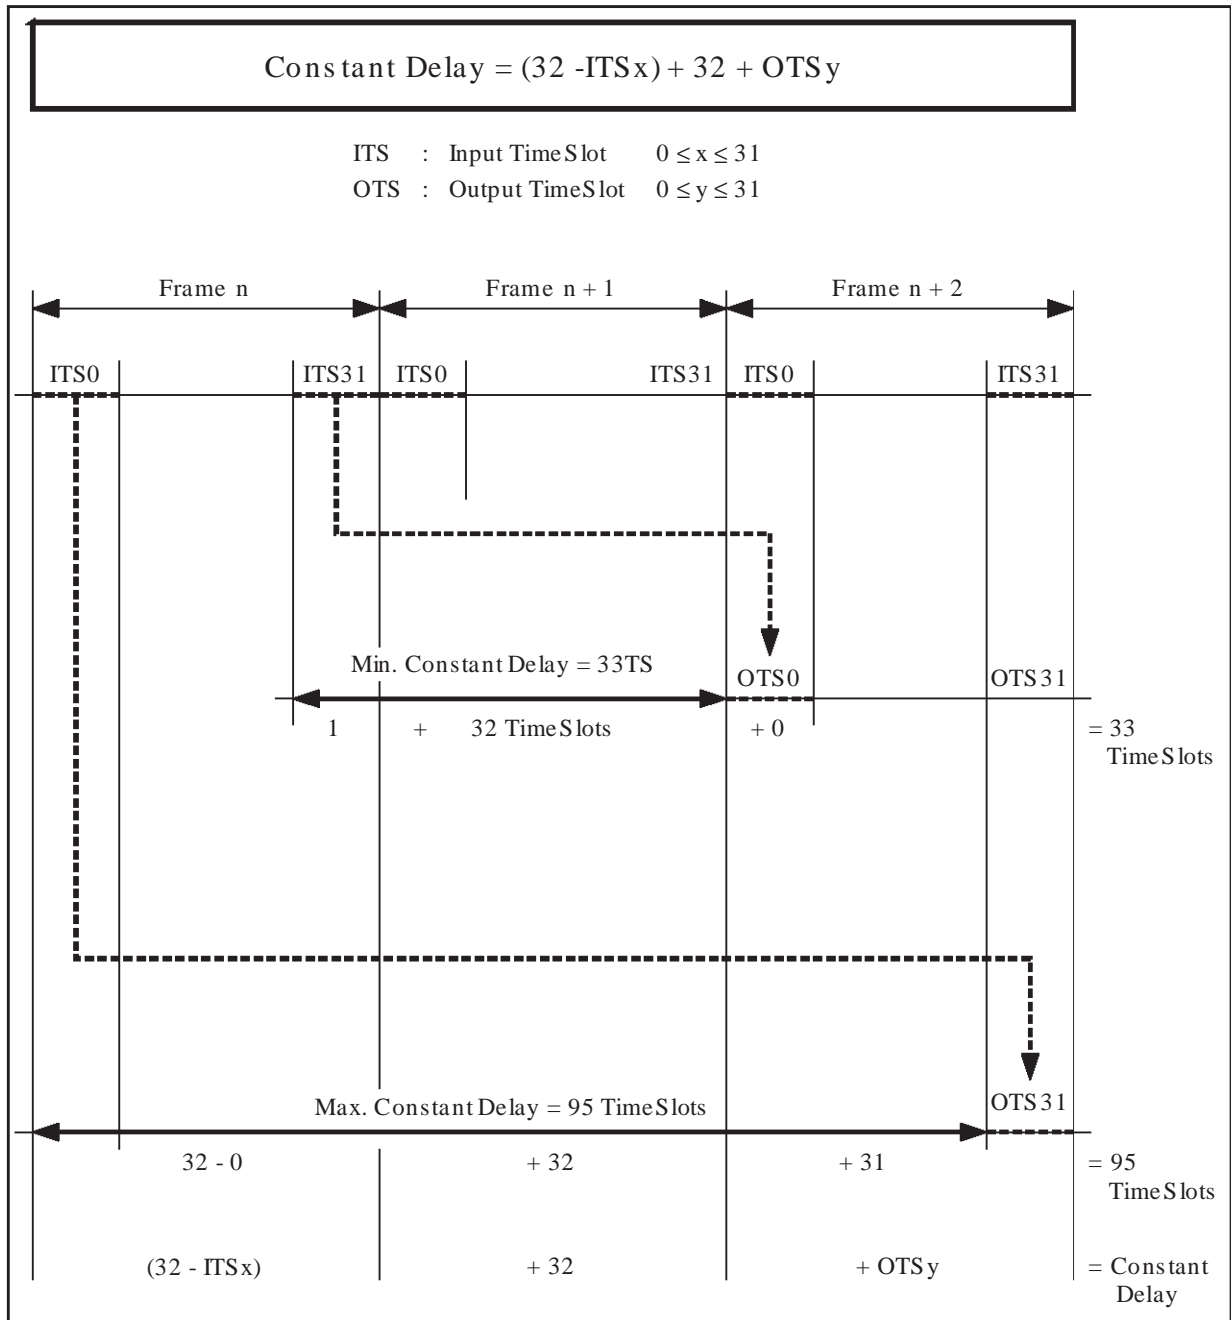 Constant Delay = (32 -ITSx) + 32 + OTSy
ITS : Input TimeSlot 0 ≤ x ≤ 31
OTS : Output TimeSlot 0 ≤ y ≤ 31
Frame n Frame n + 1 Frame n + 2
ITS0 ITS31 ITS0 ITS31 ITS0 ITS31
Min. Constant Delay = 33TS
OTS0 OTS31
1 + 32 TimeSlots + 0 = 33
TimeSlots
Max. Constant Delay = 95 TimeSlots
OTS31
32 - 0 + 32 + 31 = 95
TimeSlots
(32 - ITSx) + 32 + OTSy = Constant
Delay